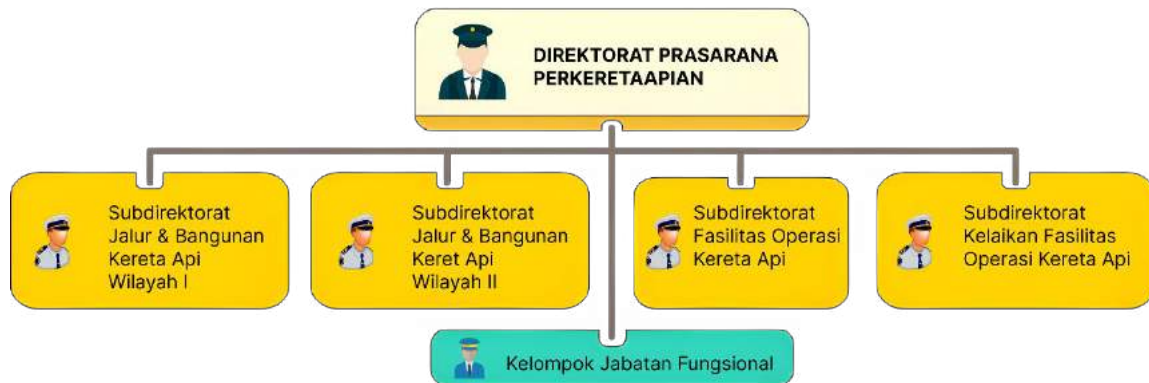 DIREKTORAT PRASARANA
PERKERETAAPIAN
Subdirektorat
Jalur & Bangunan
Kereta Api
Wilayah I
Subdirektorat
Jalur & Bangunan
Keret Api
Wilayah II
Subdirektorat
Fasilitas Operasi
Kereta Api
Subdirektorat
Kelaikan Fasilitas
Operasi Kereta Api
Kelompok Jabatan Fungsional